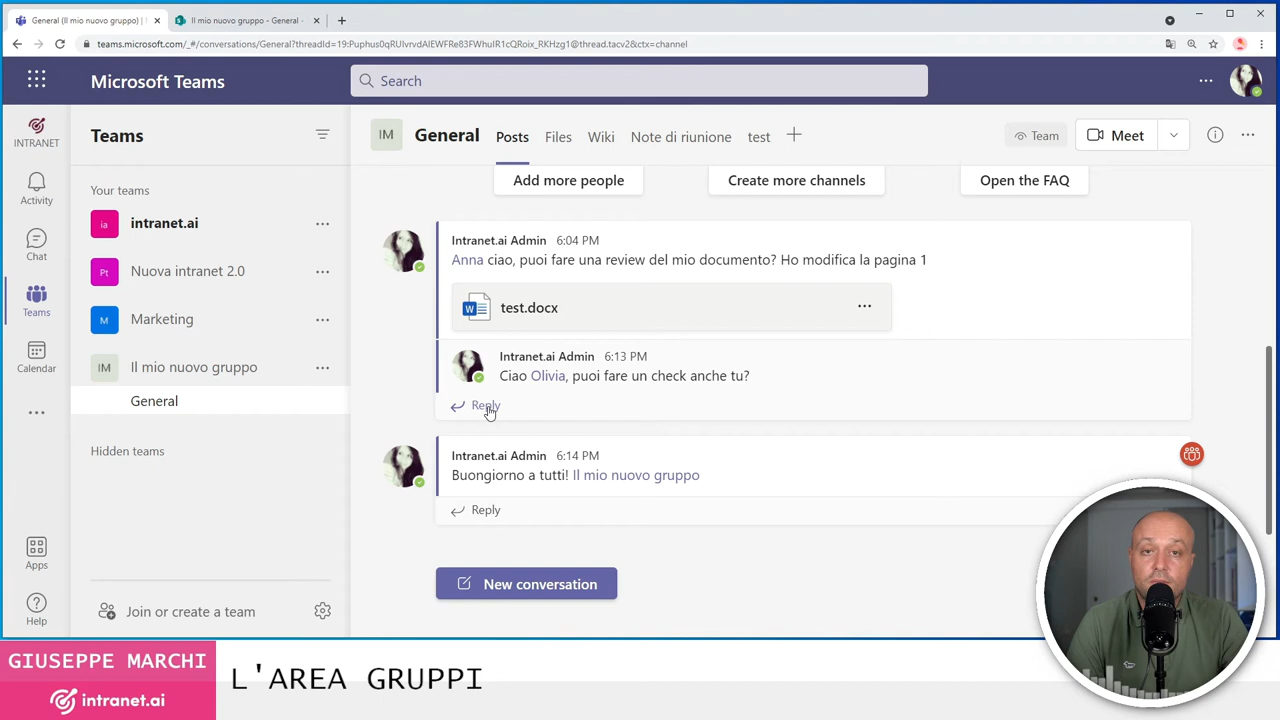 General (Il mio nuovo gruppo) |
Il mio nuovo gruppo - General -
teams.microsoft.com/_#/conversations/General?threadId=19:Puphus0qRUIvrvdAlEWFRe83FWhulR1cQRoix_RKHzg1@thread.tacv2&ctx=channel
Microsoft Teams
Search
INTRANET
Activity
Chat
Teams
Calendar
Apps
Help
Teams
Your teams
ia
intranet.ai
Pt
Nuova intranet 2.0
M
Marketing
IM
Il mio nuovo gruppo
General
Hidden teams
Join or create a team
IM
General
Posts
Files
Wiki
Note di riunione
test
Team
Meet
Add more people
Create more channels
Open the FAQ
Intranet.ai Admin 6:04 PM
Anna ciao, puoi fare una review del mio documento? Ho modifica la pagina 1
W
test.docx
Intranet.ai Admin 6:13 PM
Ciao Olivia, puoi fare un check anche tu?
Reply
Intranet.ai Admin 6:14 PM
Buongiorno a tutti! Il mio nuovo gruppo
Reply
New conversation
GIUSEPPE MARCHI
intranet.ai
L'AREA GRUPPI